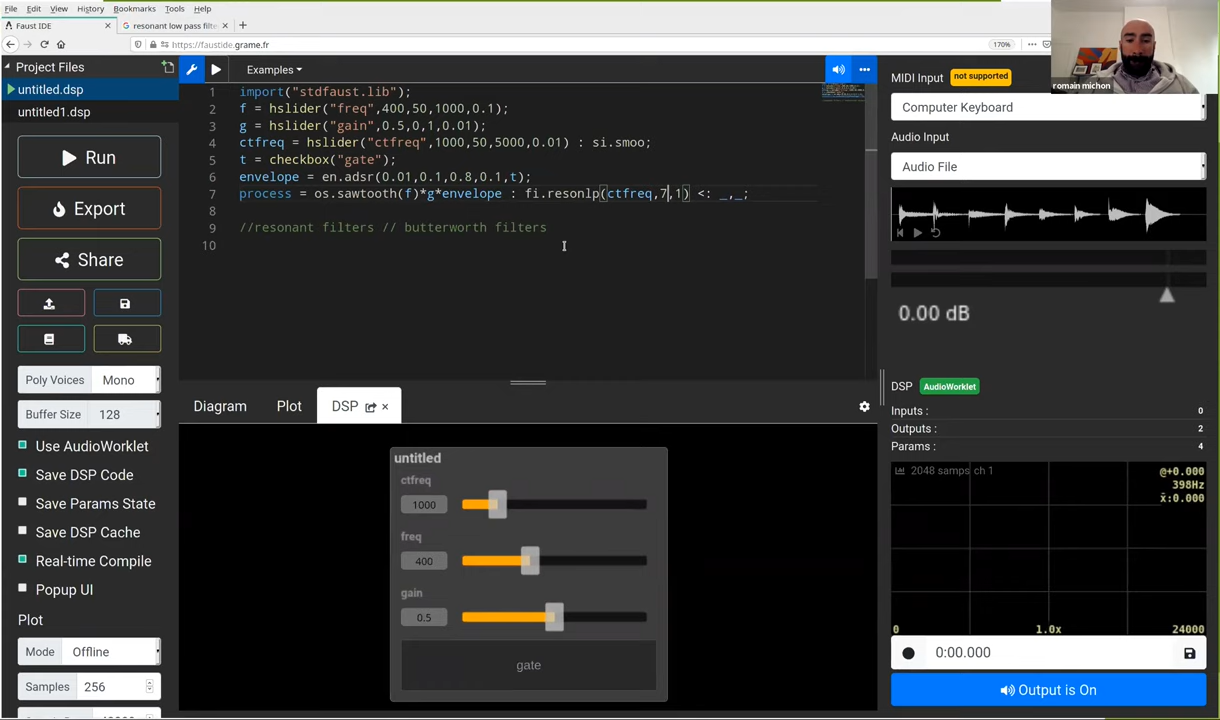 File Edit View History Bookmarks Tools Help
Faust IDE × resonant low pass filte ×
https://faustide.grame.fr 170%
romain michon
Project Files
untitled.dsp
untitled1.dsp
Run
Export
Share
Poly Voices Mono
Buffer Size 128
Use AudioWorklet
Save DSP Code
Save Params State
Save DSP Cache
Real-time Compile
Popup UI
Plot
Mode Offline
Samples 256
Examples
1 import("stdfaust.lib");
2 f = hslider("freq",400,50,1000,0.1);
3 g = hslider("gain",0.5,0,1,0.01);
4 ctfreq = hslider("ctfreq",1000,50,5000,0.01) : si.smoo;
5 t = checkbox("gate");
6 envelope = en.adsr(0.01,0.1,0.8,0.1,t);
7 process = os.sawtooth(f)*g*envelope : fi.resonlp(ctfreq,7,1) <: _,_;
8
9 //resonant filters // butterworth filters
10
Diagram Plot DSP ×
untitled
ctfreq
1000
freq
400
gain
0.5
gate
MIDI Input not supported
Computer Keyboard
Audio Input
Audio File
0.00 dB
DSP AudioWorklet
Inputs : 0
Outputs : 2
Params : 4
2048 samps ch 1
@+0.000
398Hz
x̄:0.000
0 1.0x 24000
0:00.000
Output is On